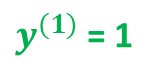 y⁽¹⁾ = 1